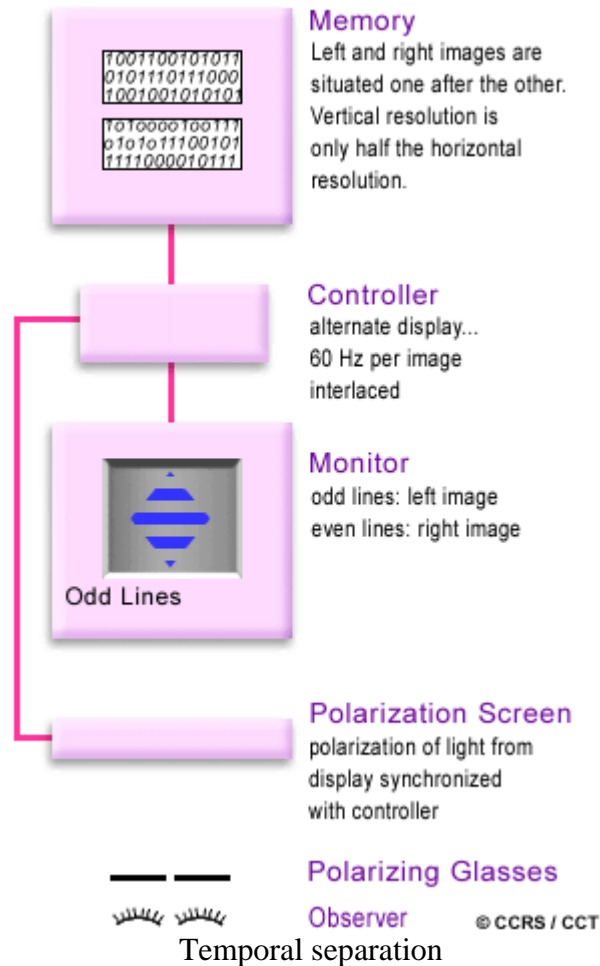 Memory
Left and right images are
situated one after the other.
Vertical resolution is
only half the horizontal
resolution.
1001100101011
0101110111000
1001001010101
1010000100111
o1o1o11100101
1111000010111
Controller
alternate display...
60 Hz per image
interlaced
Monitor
odd lines: left image
even lines: right image
Odd Lines
Polarization Screen
polarization of light from
display synchronized
with controller
Polarizing Glasses
Observer
© CCRS / CCT
Temporal separation